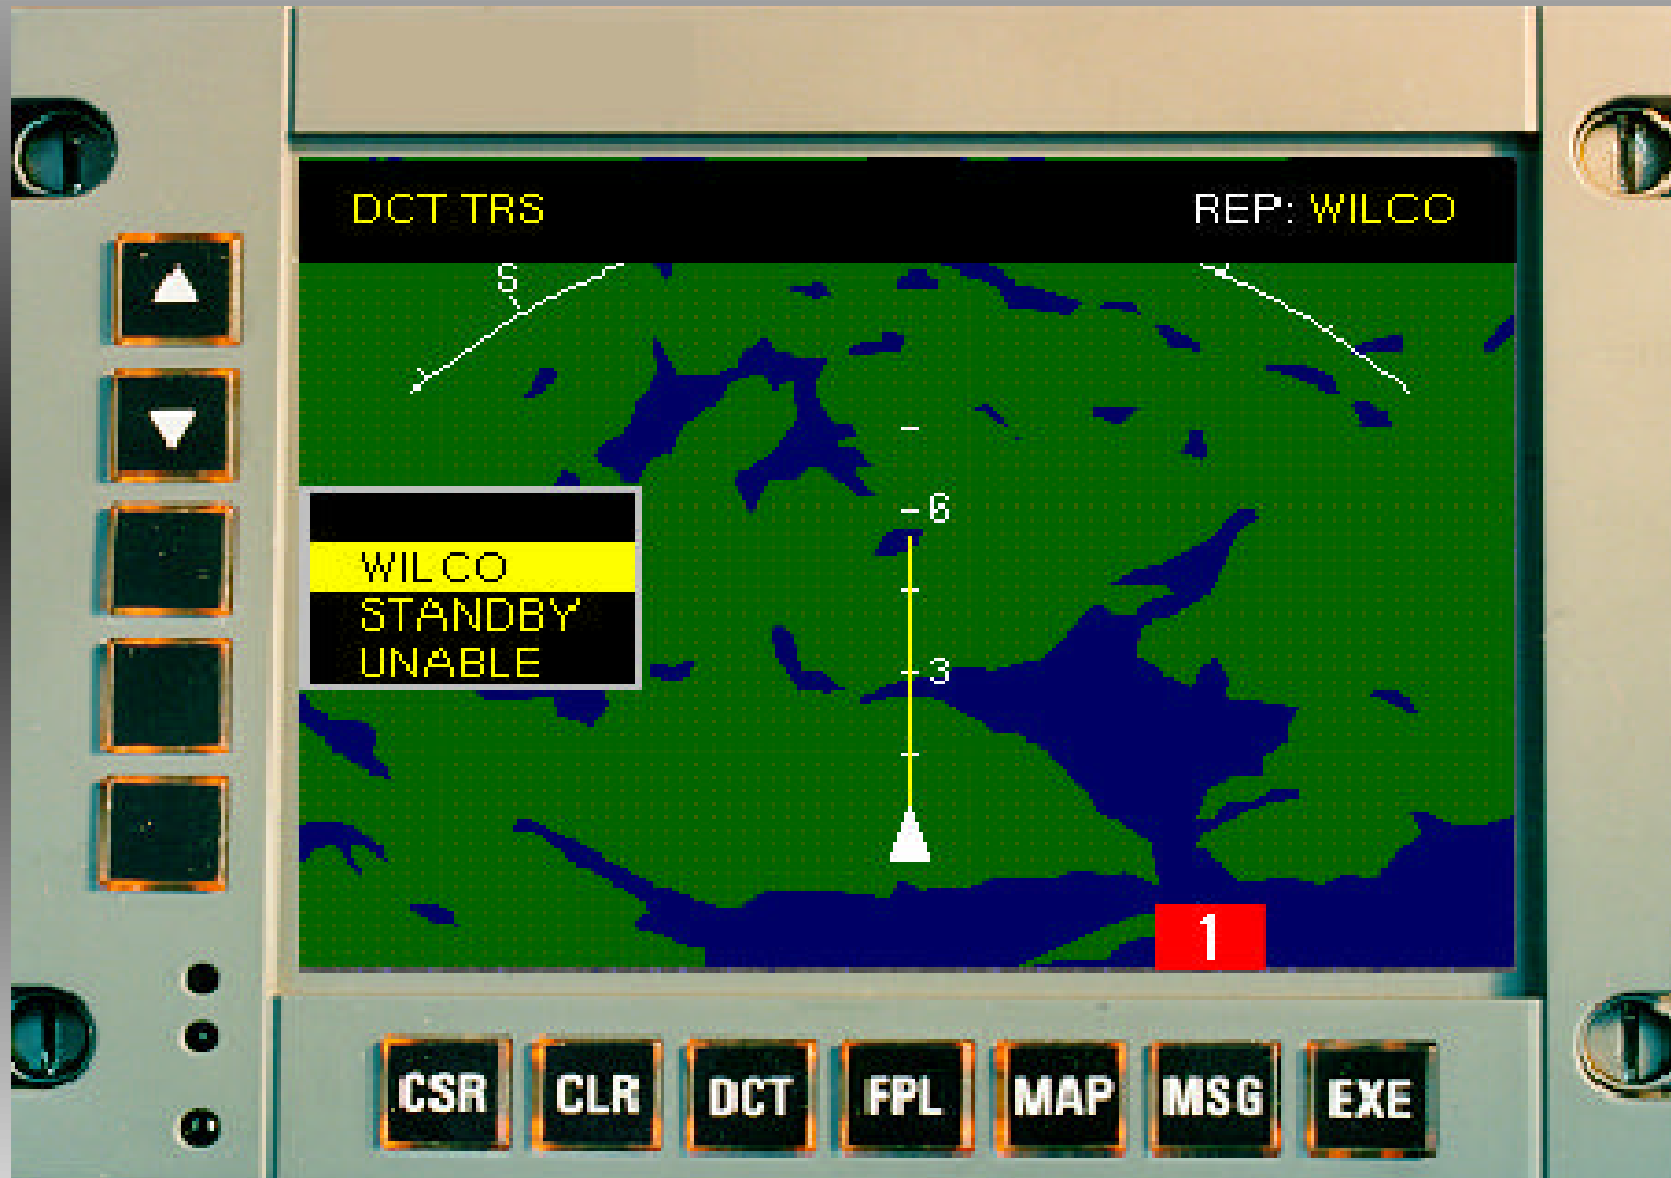 DCT TRS
REP: WILCO
S
6
WILCO
STANDBY
UNABLE
3
1
CSR
CLR
DCT
FPL
MAP
MSG
EXE